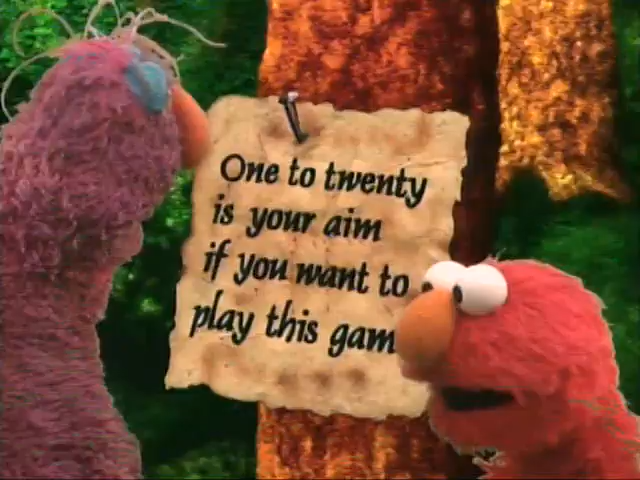 One to twenty
is your aim
if you want to
play this gam